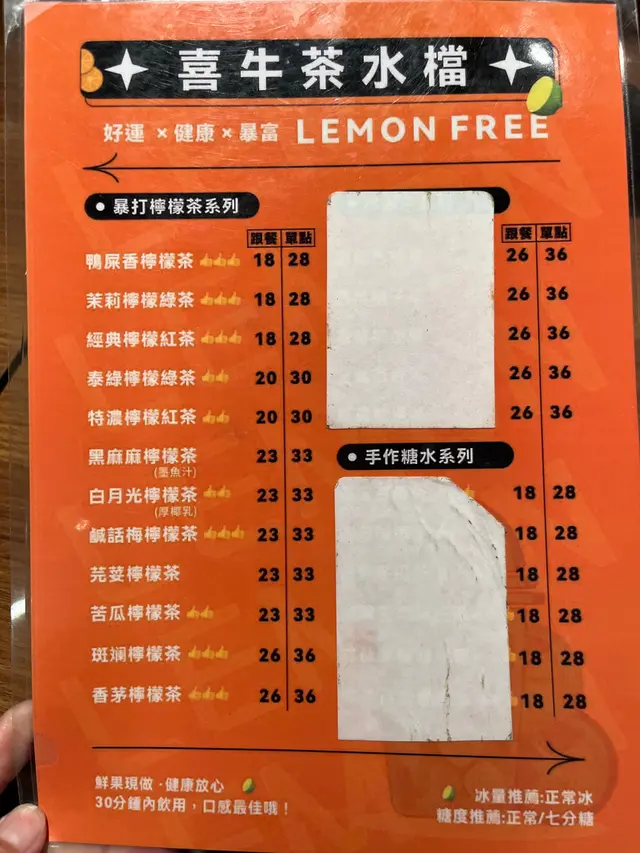 喜牛茶水檔
好運 × 健康 × 暴富 LEMON FREE
暴打檸檬茶系列
跟餐 單點
鴨屎香檸檬茶 18 28
茉莉檸檬綠茶 18 28
經典檸檬紅茶 18 28
泰綠檸檬綠茶 20 30
特濃檸檬紅茶 20 30
黑麻麻檸檬茶 23 33
(墨魚汁)
白月光檸檬茶 23 33
(厚椰乳)
鹹話梅檸檬茶 23 33
芫荽檸檬茶 23 33
苦瓜檸檬茶 23 33
斑斕檸檬茶 26 36
香茅檸檬茶 26 36
跟餐 單點
26 36
26 36
26 36
26 36
26 36
手作糖水系列
18 28
18 28
18 28
18 28
18 28
18 28
鮮果現做·健康放心
30分鐘內飲用，口感最佳哦！
冰量推薦:正常冰
糖度推薦:正常/七分糖